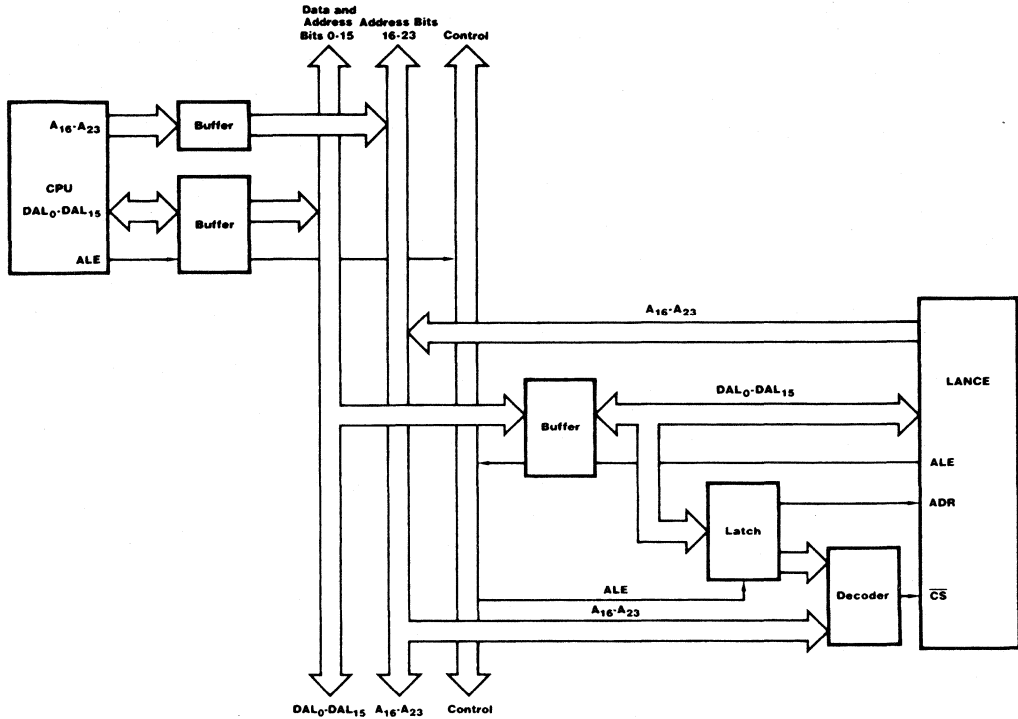 Data and
Address
Bits 0-15
Address Bits
16-23
Control
A16-A23
Buffer
CPU
DAL0-DAL15
Buffer
ALE
A16-A23
LANCE
DAL0-DAL15
Buffer
ALE
ADR
Latch
ALE
Decoder
CS
A16-A23
DAL0-DAL15
A16-A23
Control